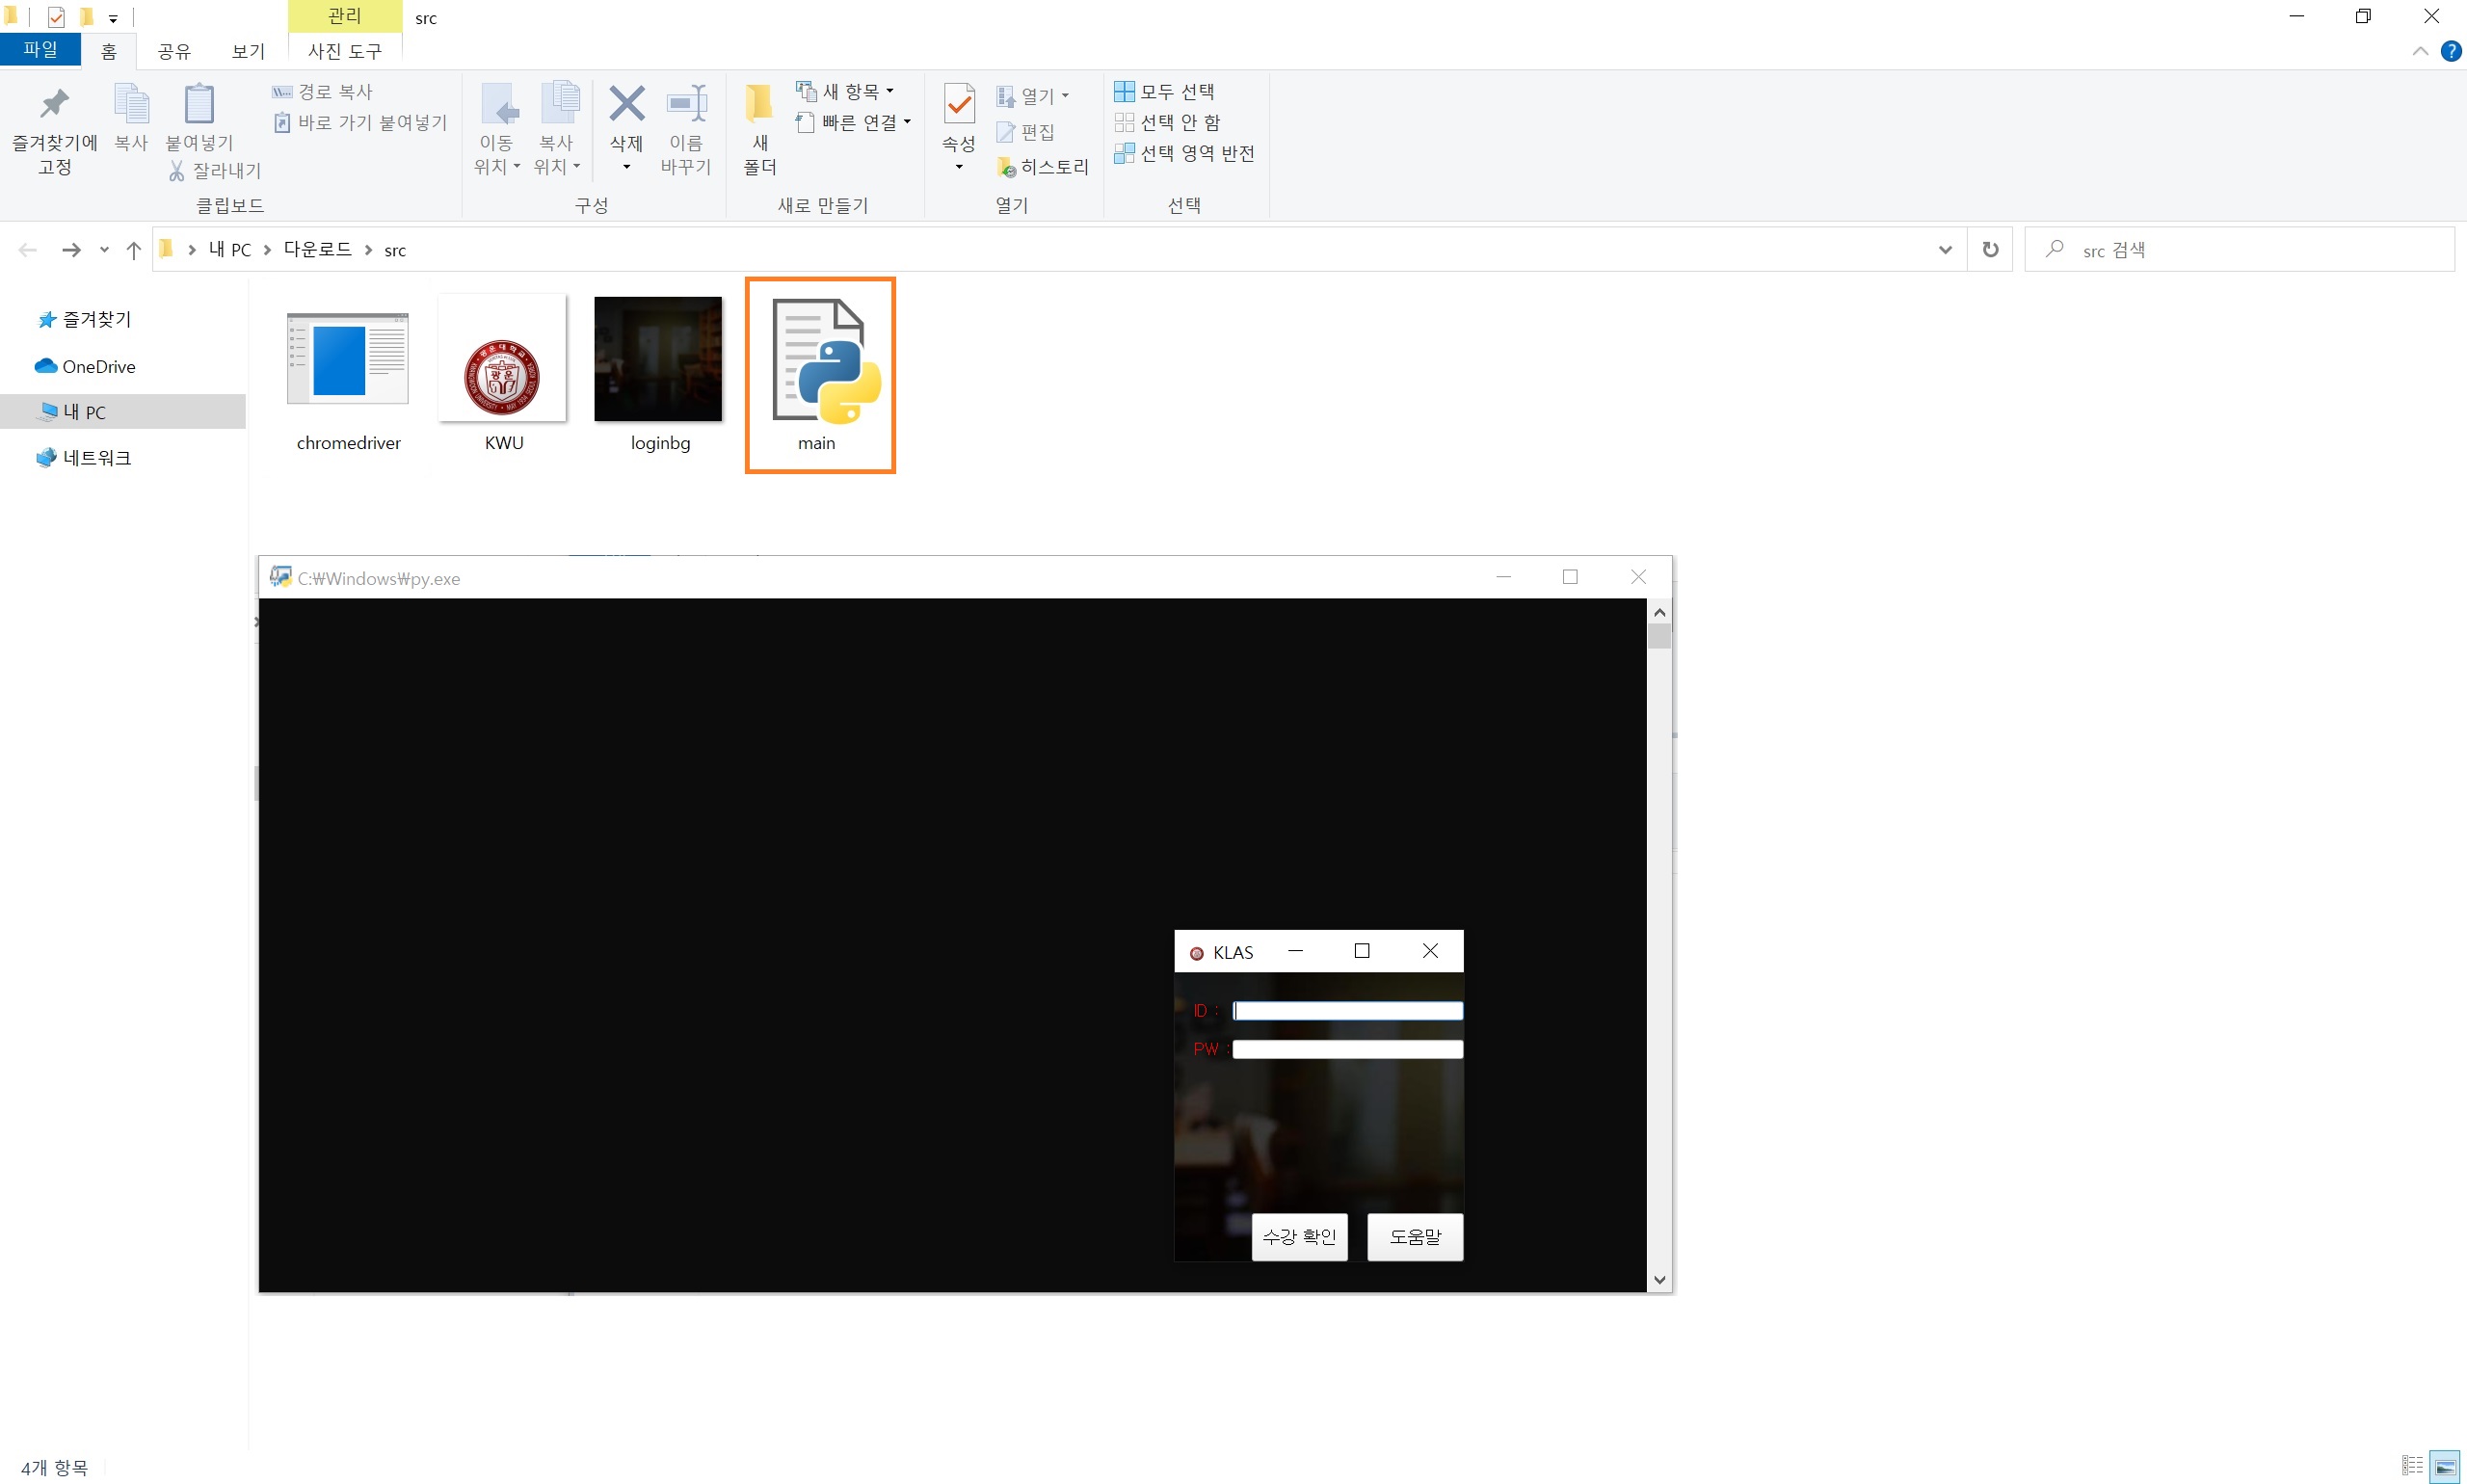 관리
src
파일
홈
공유
보기
사진 도구
즐겨찾기에
고정
복사
붙여넣기
잘라내기
경로 복사
바로 가기 붙여넣기
클립보드
이동
위치
복사
위치
삭제
이름
바꾸기
구성
새
폴더
새 항목
빠른 연결
새로 만들기
속성
열기
편집
히스토리
열기
모두 선택
선택 안 함
선택 영역 반전
선택
내 PC > 다운로드 > src
src 검색
즐겨찾기
OneDrive
내 PC
네트워크
광운대학교
광운
chromedriver
KWU
loginbg
main
C:₩Windows₩py.exe
KLAS
ID :
PW :
수강 확인
도움말
4개 항목